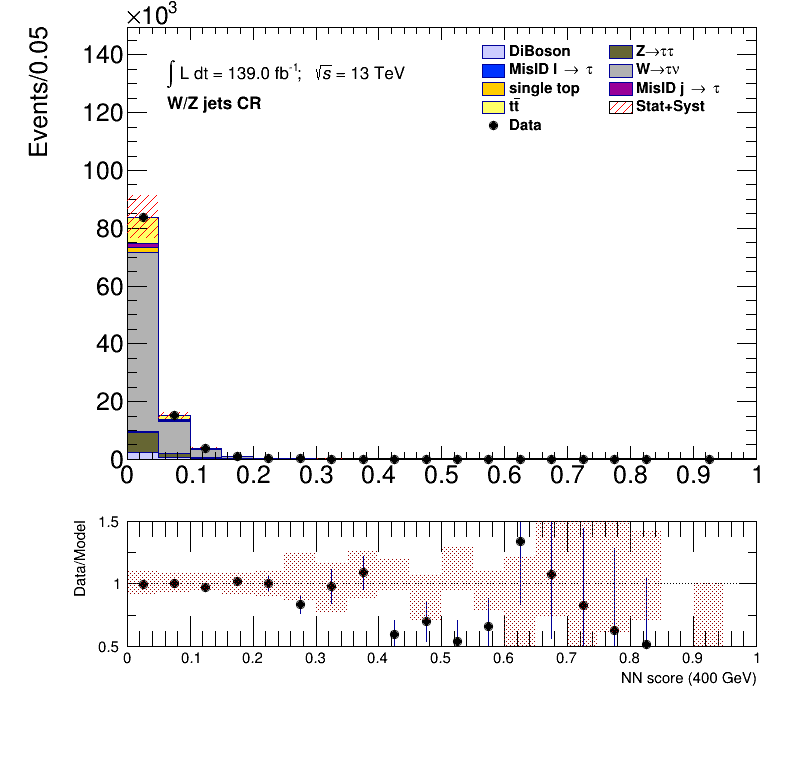 ×10³
Events/0.05
140
120
100
80
60
40
20
0
∫ L dt = 139.0 fb⁻¹; √s = 13 TeV
W/Z jets CR
DiBoson
Z→ττ
MisID l → τ
W→τν
single top
MisID j → τ
tt̄
Stat+Syst
Data
0 0.1 0.2 0.3 0.4 0.5 0.6 0.7 0.8 0.9 1
Data/Model
1.5
1
0.5
0 0.1 0.2 0.3 0.4 0.5 0.6 0.7 0.8 0.9 1
NN score (400 GeV)